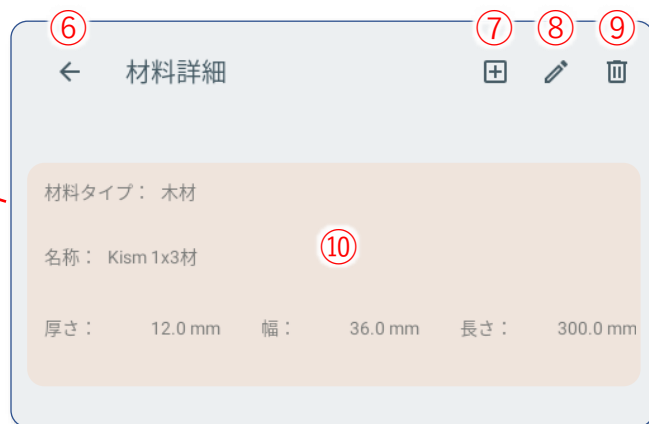 ⑥ ⑦ ⑧ ⑨
材料詳細
材料タイプ： 木材
⑩
名称： Kism 1x3材
厚さ： 12.0 mm 幅： 36.0 mm 長さ： 300.0 mm